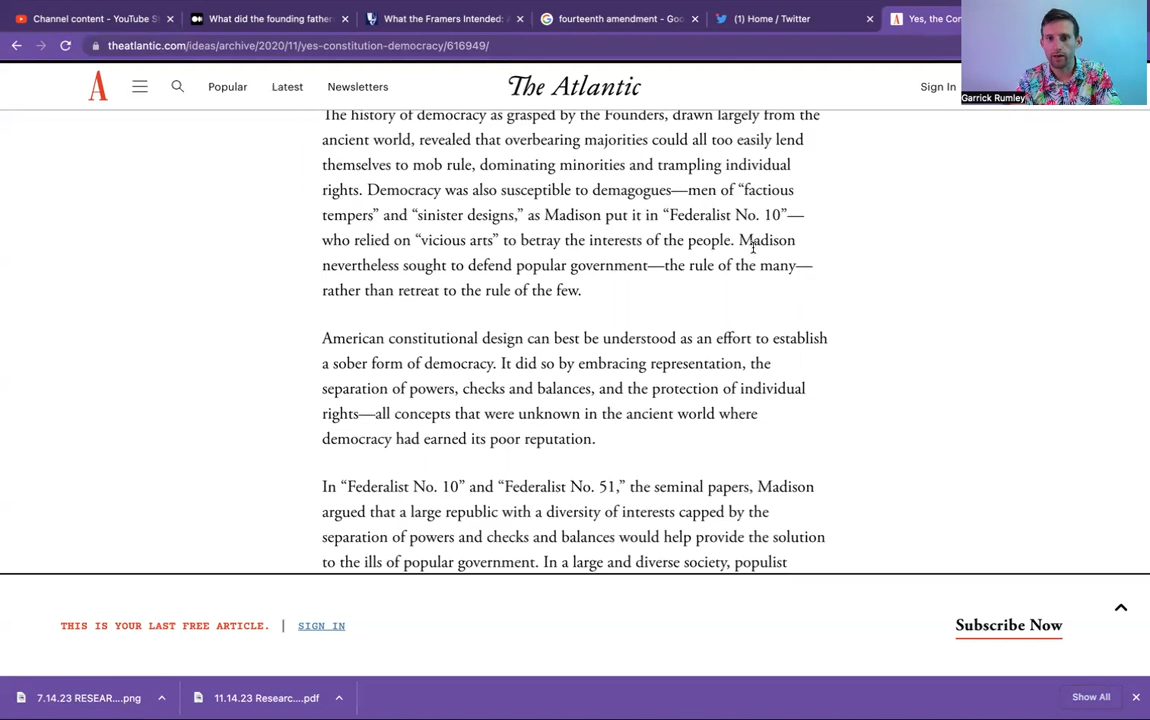 Channel content - YouTube St
What did the founding father
What the Framers Intended: A
fourteenth amendment - Goo
(1) Home / Twitter
Yes, the Con
theatlantic.com/ideas/archive/2020/11/yes-constitution-democracy/616949/
Garrick Rumley
A
Popular
Latest
Newsletters
The Atlantic
Sign In
The history of democracy as grasped by the Founders, drawn largely from the
ancient world, revealed that overbearing majorities could all too easily lend
themselves to mob rule, dominating minorities and trampling individual
rights. Democracy was also susceptible to demagogues—men of “factious
tempers” and “sinister designs,” as Madison put it in “Federalist No. 10”—
who relied on “vicious arts” to betray the interests of the people. Madison
nevertheless sought to defend popular government—the rule of the many—
rather than retreat to the rule of the few.
American constitutional design can best be understood as an effort to establish
a sober form of democracy. It did so by embracing representation, the
separation of powers, checks and balances, and the protection of individual
rights—all concepts that were unknown in the ancient world where
democracy had earned its poor reputation.
In “Federalist No. 10” and “Federalist No. 51,” the seminal papers, Madison
argued that a large republic with a diversity of interests capped by the
separation of powers and checks and balances would help provide the solution
to the ills of popular government. In a large and diverse society, populist
THIS IS YOUR LAST FREE ARTICLE. | SIGN IN
Subscribe Now
7.14.23 RESEAR....png
11.14.23 Researc....pdf
Show All